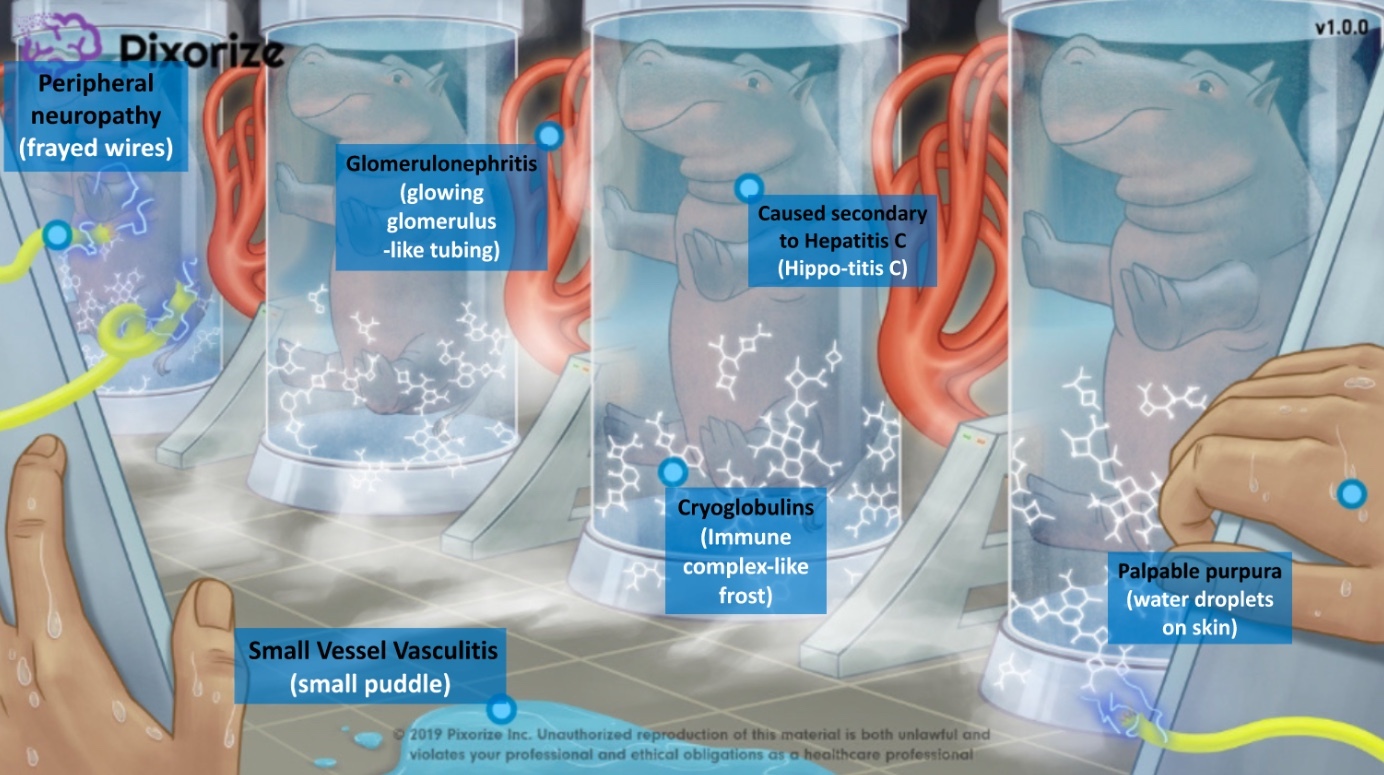 Pixorize
v1.0.0
Peripheral
neuropathy
(frayed wires)
Glomerulonephritis
(glowing
glomerulus
-like tubing)
Caused secondary
to Hepatitis C
(Hippo-titis C)
Cryoglobulins
(Immune
complex-like
frost)
Palpable purpura
(water droplets
on skin)
Small Vessel Vasculitis
(small puddle)
© 2019 Pixorize Inc. Unauthorized reproduction of this material is both unlawful and
violates your professional and ethical obligations as a healthcare professional